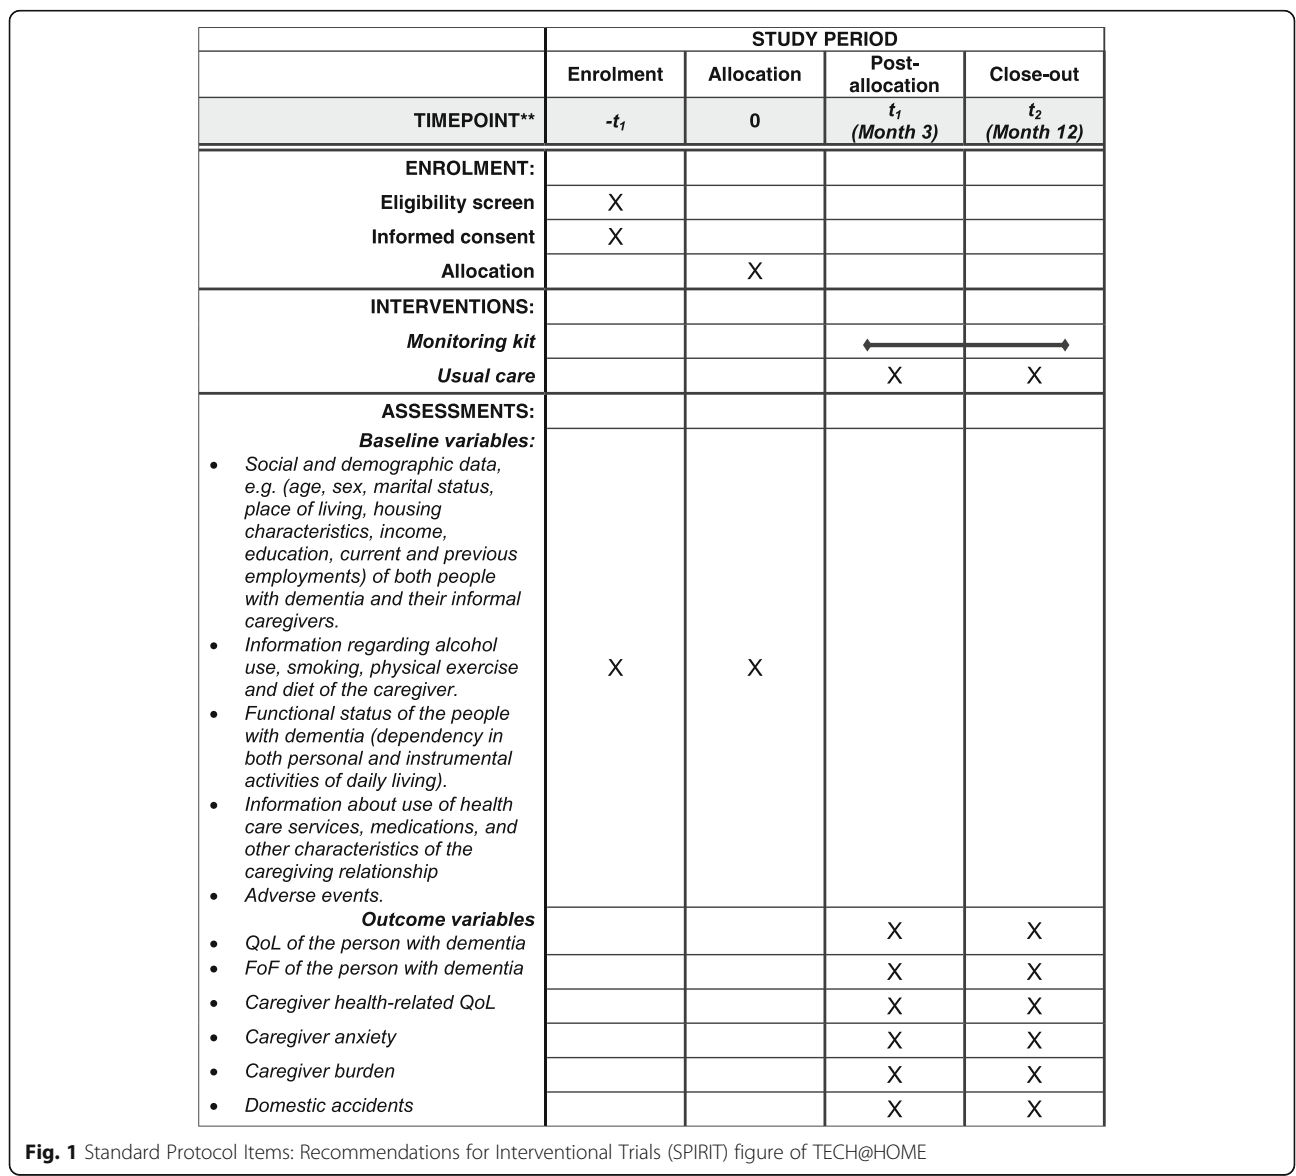 STUDY PERIOD
Enrolment Allocation Post-allocation Close-out
TIMEPOINT** -t1 0 t1 (Month 3) t2 (Month 12)
ENROLMENT:
Eligibility screen X
Informed consent X
Allocation X
INTERVENTIONS:
Monitoring kit
Usual care X X
ASSESSMENTS:
Baseline variables:
• Social and demographic data,
e.g. (age, sex, marital status,
place of living, housing
characteristics, income,
education, current and previous
employments) of both people
with dementia and their informal
caregivers.
• Information regarding alcohol
use, smoking, physical exercise X X
and diet of the caregiver.
• Functional status of the people
with dementia (dependency in
both personal and instrumental
activities of daily living).
• Information about use of health
care services, medications, and
other characteristics of the
caregiving relationship
• Adverse events.
Outcome variables
• QoL of the person with dementia X X
• FoF of the person with dementia X X
• Caregiver health-related QoL X X
• Caregiver anxiety X X
• Caregiver burden X X
• Domestic accidents X X
Fig. 1 Standard Protocol Items: Recommendations for Interventional Trials (SPIRIT) figure of TECH@HOME